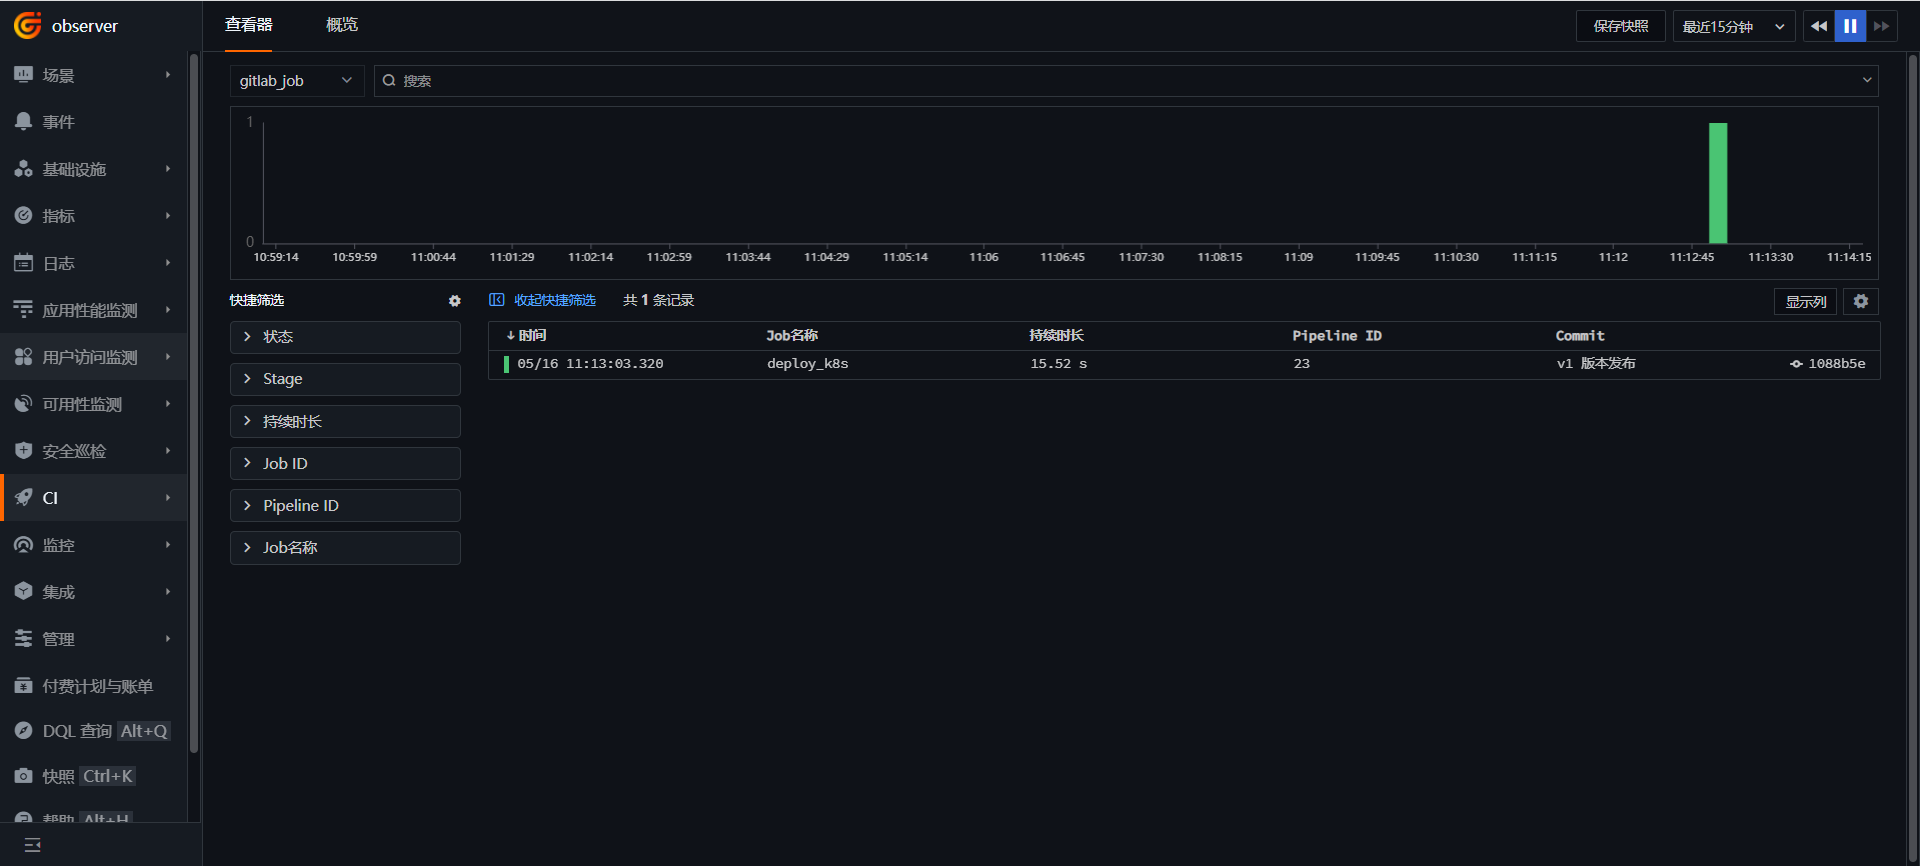 observer
场景
事件
基础设施
指标
日志
应用性能监测
用户访问监测
可用性监测
安全巡检
CI
监控
集成
管理
付费计划与账单
DQL 查询 Alt+Q
快照 Ctrl+K
帮助 Alt+H
查看器 概览
保存快照 最近15分钟
gitlab_job 搜索
1
0
10:59:14 10:59:59 11:00:44 11:01:29 11:02:14 11:02:59 11:03:44 11:04:29 11:05:14 11:06 11:06:45 11:07:30 11:08:15 11:09 11:09:45 11:10:30 11:11:15 11:12 11:12:45 11:13:30 11:14:15
快捷筛选
状态
Stage
持续时长
Job ID
Pipeline ID
Job名称
收起快捷筛选 共 1 条记录 显示列
时间 Job名称 持续时长 Pipeline ID Commit
05/16 11:13:03.320 deploy_k8s 15.52 s 23 v1 版本发布 1088b5e